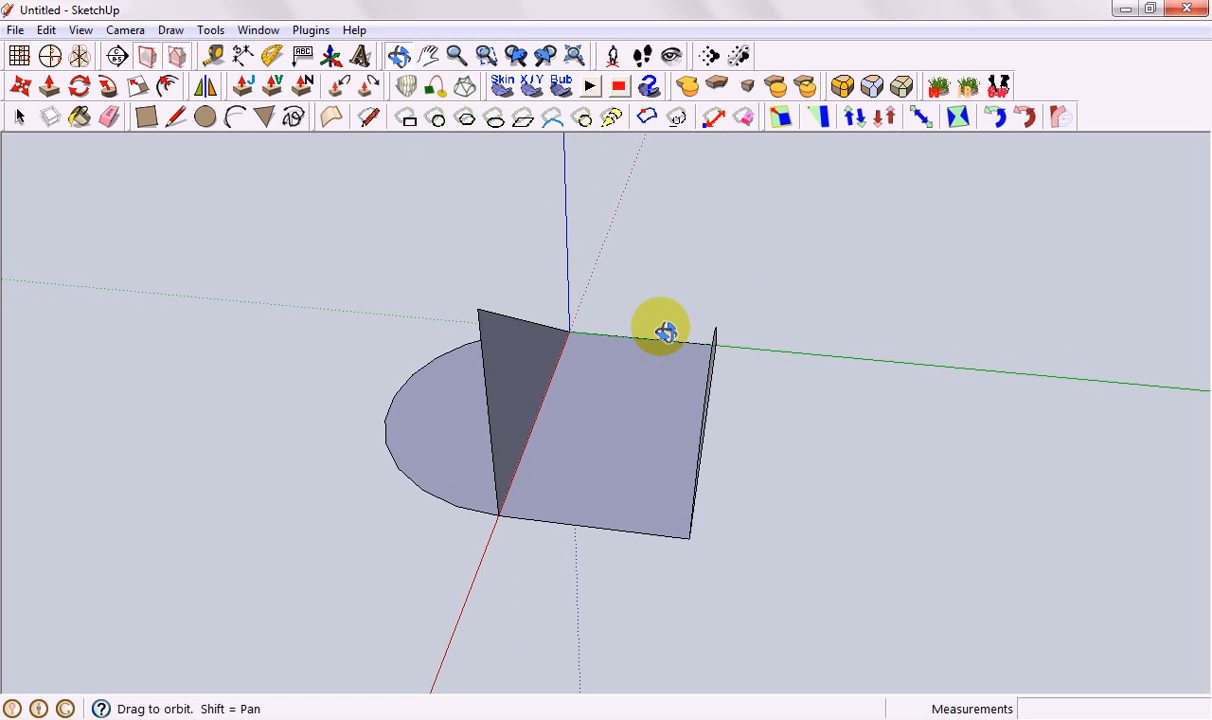 Untitled - SketchUp
File Edit View Camera Draw Tools Window Plugins Help
ABC
J V N Skin X/Y Bub
Drag to orbit. Shift = Pan Measurements